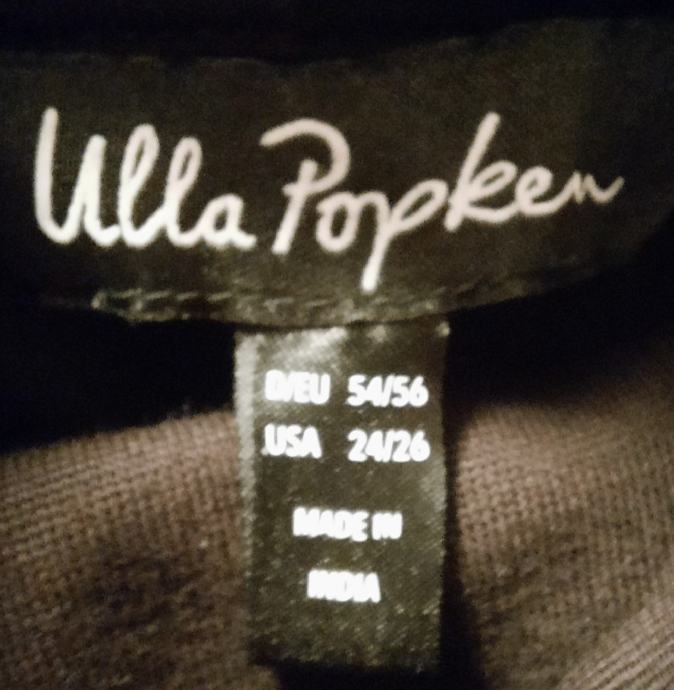 Ulla Popken
D/EU 54/56
USA 24/26
MADE IN
INDIA